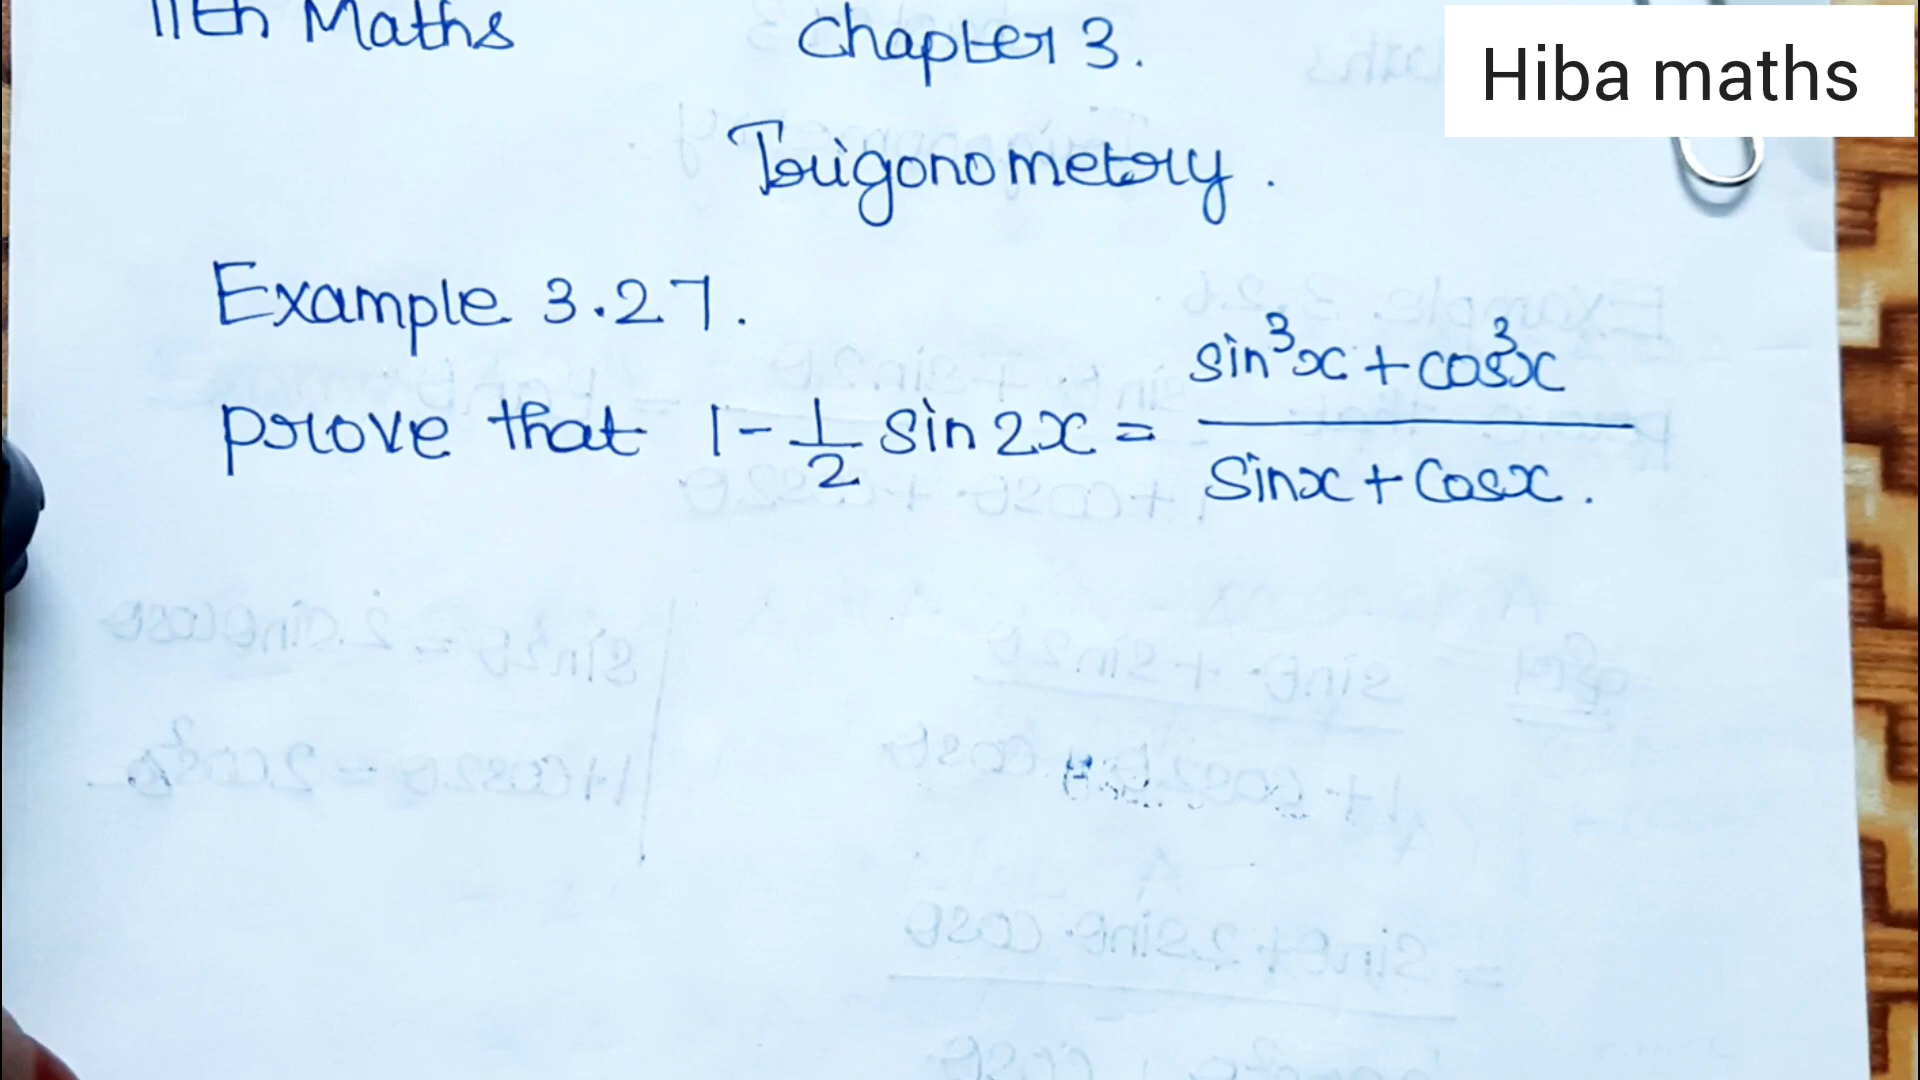 11th Maths Chapter 3.
Hiba maths
Trigonometry.
Example 3.27.
prove that 1 - 1/2 sin 2x = sin³x + cos³x / sinx + cosx.